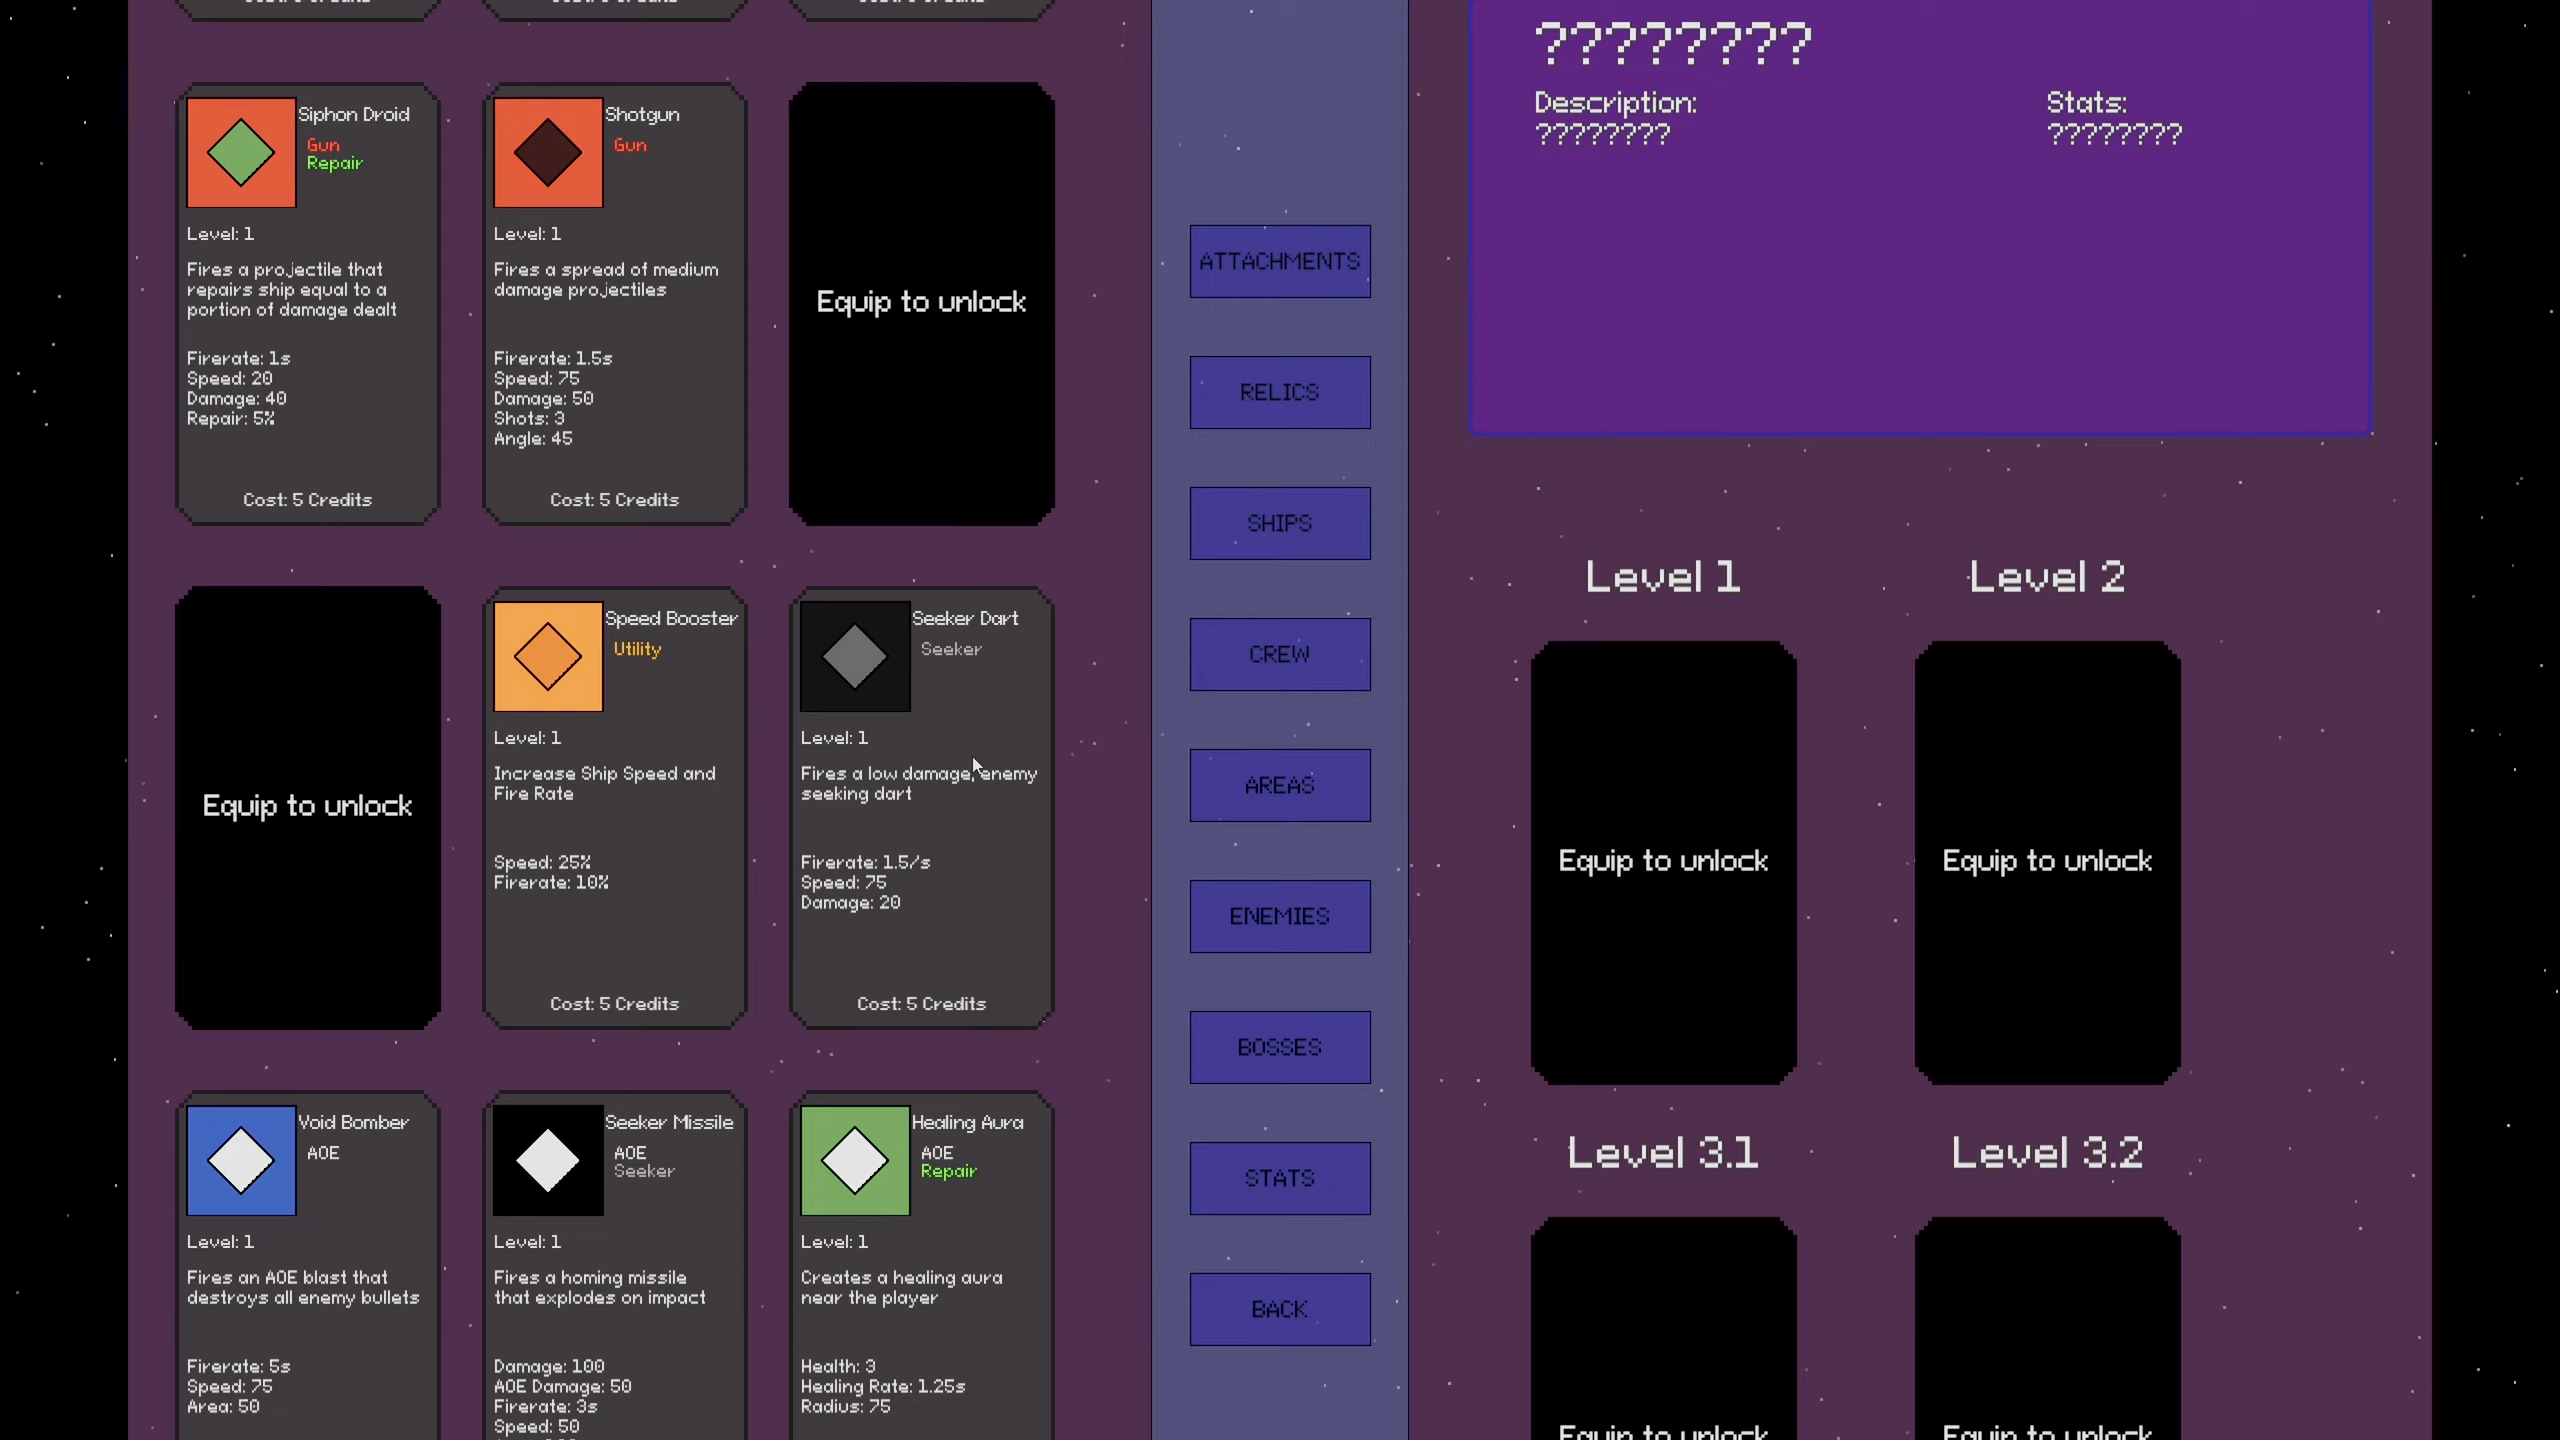 Siphon Droid
Gun
Repair
Level: 1
Fires a projectile that
repairs ship equal to a
portion of damage dealt
Firerate: 1s
Speed: 20
Damage: 40
Repair: 5%
Cost: 5 Credits
Shotgun
Gun
Level: 1
Fires a spread of medium
damage projectiles
Firerate: 1.5s
Speed: 75
Damage: 50
Shots: 3
Angle: 45
Cost: 5 Credits
Equip to unlock
Equip to unlock
Speed Booster
Utility
Level: 1
Increase Ship Speed and
Fire Rate
Speed: 25%
Firerate: 10%
Cost: 5 Credits
Seeker Dart
Seeker
Level: 1
Fires a low damage, enemy
seeking dart
Firerate: 1.5/s
Speed: 75
Damage: 20
Cost: 5 Credits
Void Bomber
AOE
Level: 1
Fires an AOE blast that
destroys all enemy bullets
Firerate: 5s
Speed: 75
Area: 50
Seeker Missile
AOE
Seeker
Level: 1
Fires a homing missile
that explodes on impact
Damage: 100
AOE Damage: 50
Firerate: 3s
Speed: 50
Healing Aura
AOE
Repair
Level: 1
Creates a healing aura
near the player
Health: 3
Healing Rate: 1.25s
Radius: 75
ATTACHMENTS
RELICS
SHIPS
CREW
AREAS
ENEMIES
BOSSES
STATS
BACK
????????
Description:
????????
Stats:
????????
Level 1
Level 2
Equip to unlock
Equip to unlock
Level 3.1
Level 3.2
Equip to unlock
Equip to unlock